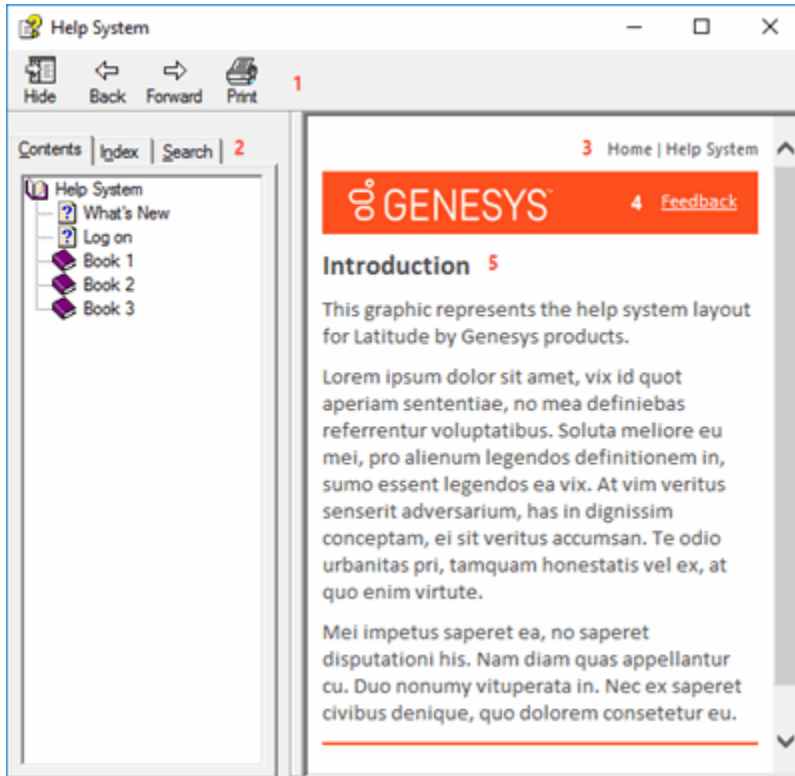 Help System
Hide Back Forward Print 1
Contents Index Search 2
Help System
What's New
Log on
Book 1
Book 2
Book 3
3 Home | Help System
GENESYS™ 4 Feedback
Introduction 5
This graphic represents the help system layout
for Latitude by Genesys products.
Lorem ipsum dolor sit amet, vix id quot
aperiam sententiae, no mea definiebas
referrentur voluptatibus. Soluta meliore eu
mei, pro alienum legendos definitionem in,
sumo essent legendos ea vix. At vim veritus
senserit adversarium, has in dignissim
conceptam, ei sit veritus accumsan. Te odio
urbanitas pri, tamquam honestatis vel ex, at
quo enim virtute.
Mei impetus saperet ea, no saperet
disputationi his. Nam diam quas appellantur
cu. Duo nonumy vituperata in. Nec ex saperet
civibus denique, quo dolorem consetetur eu.